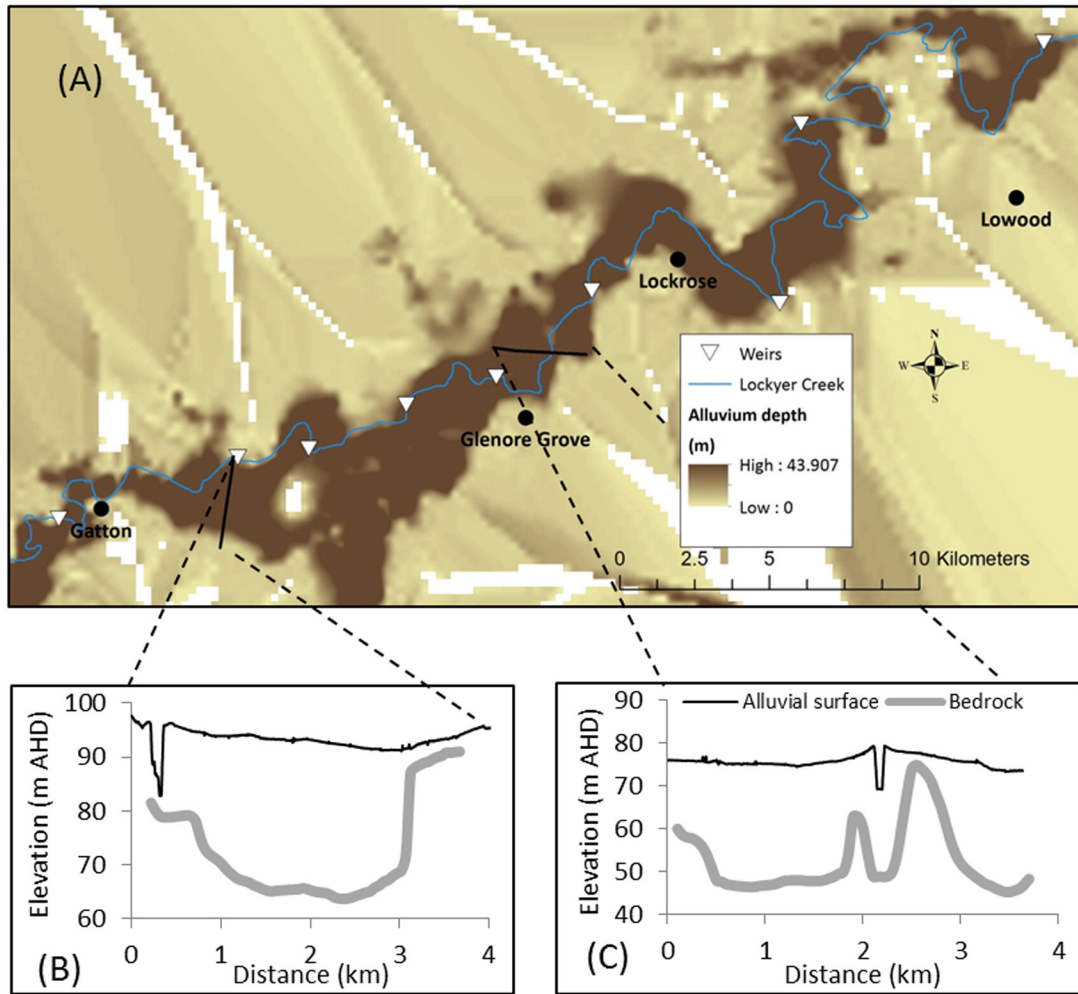 (A)
Lowood
Lockrose
Glenore Grove
Gatton
N
W E
S
Weirs
Lockyer Creek
Alluvium depth
(m)
High : 43.907
Low : 0
0 2.5 5 10 Kilometers
100
90
80
70
60
Elevation (m AHD)
0 1 2 3 4
Distance (km)
(B)
90
80
70
60
50
40
Elevation (m AHD)
Alluvial surface Bedrock
0 1 2 3 4
Distance (km)
(C)